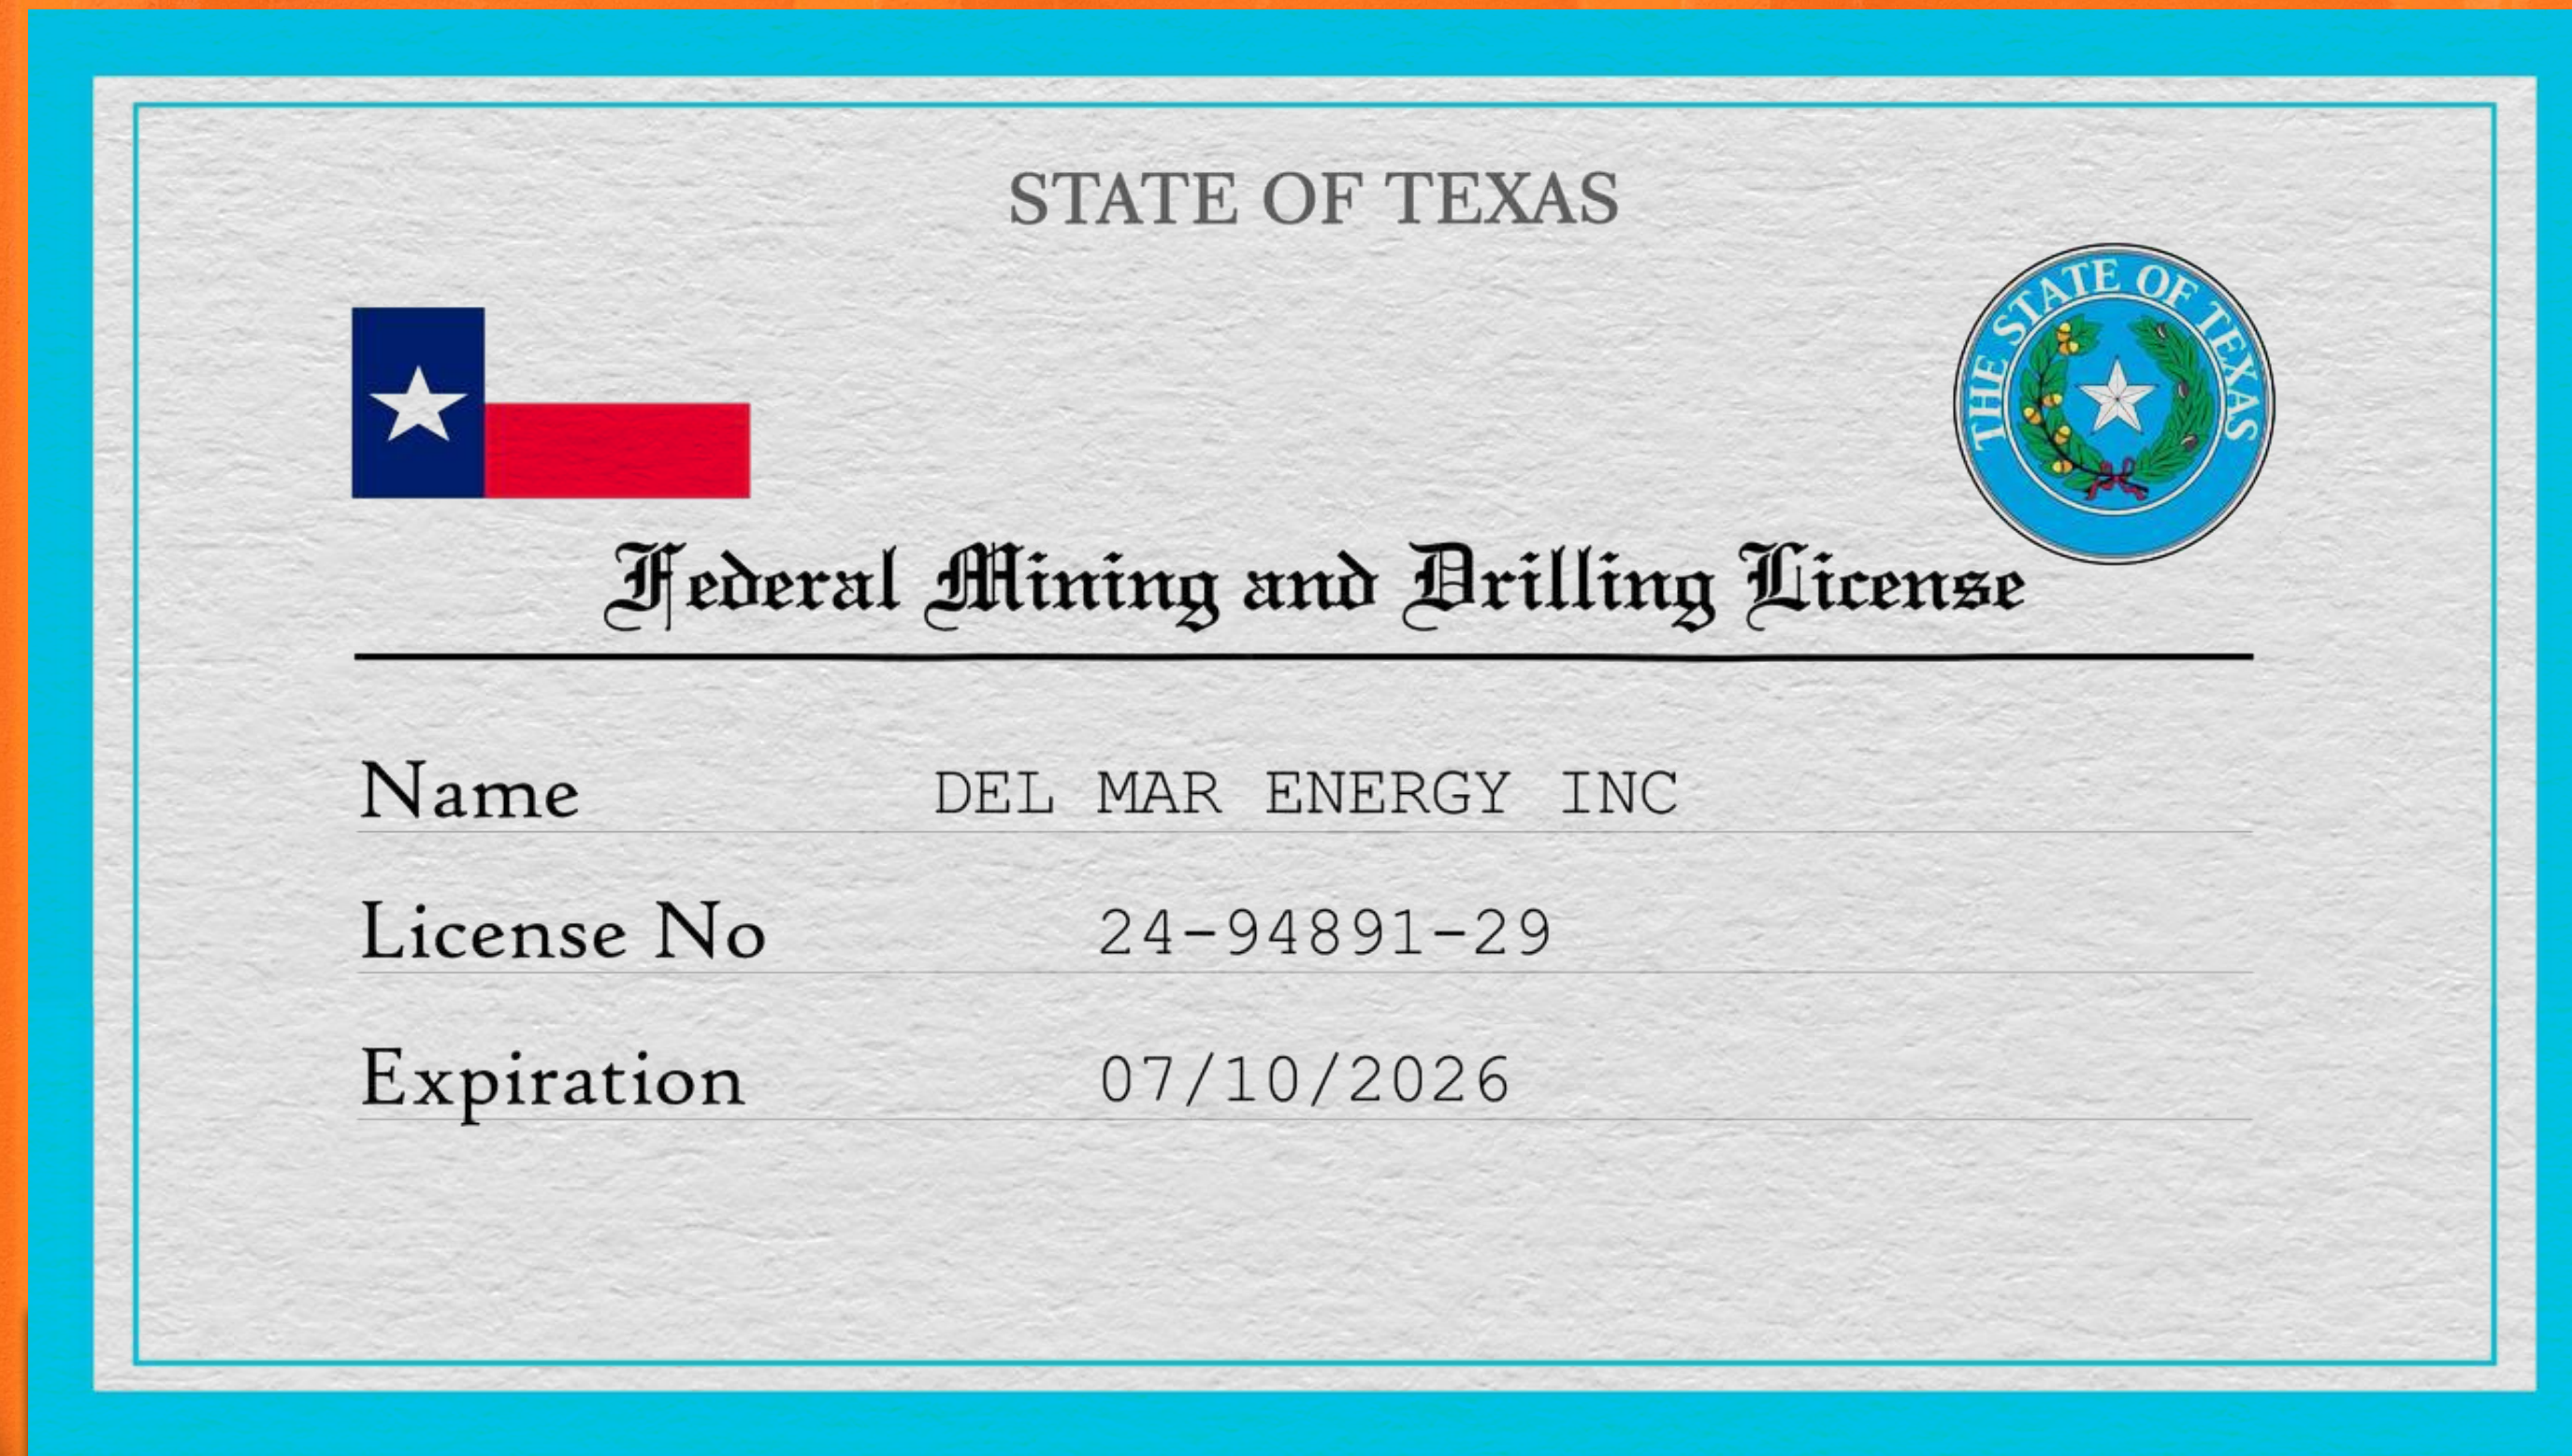 STATE OF TEXAS
THE STATE OF TEXAS
Federal Mining and Drilling License
Name DEL MAR ENERGY INC
License No 24-94891-29
Expiration 07/10/2026